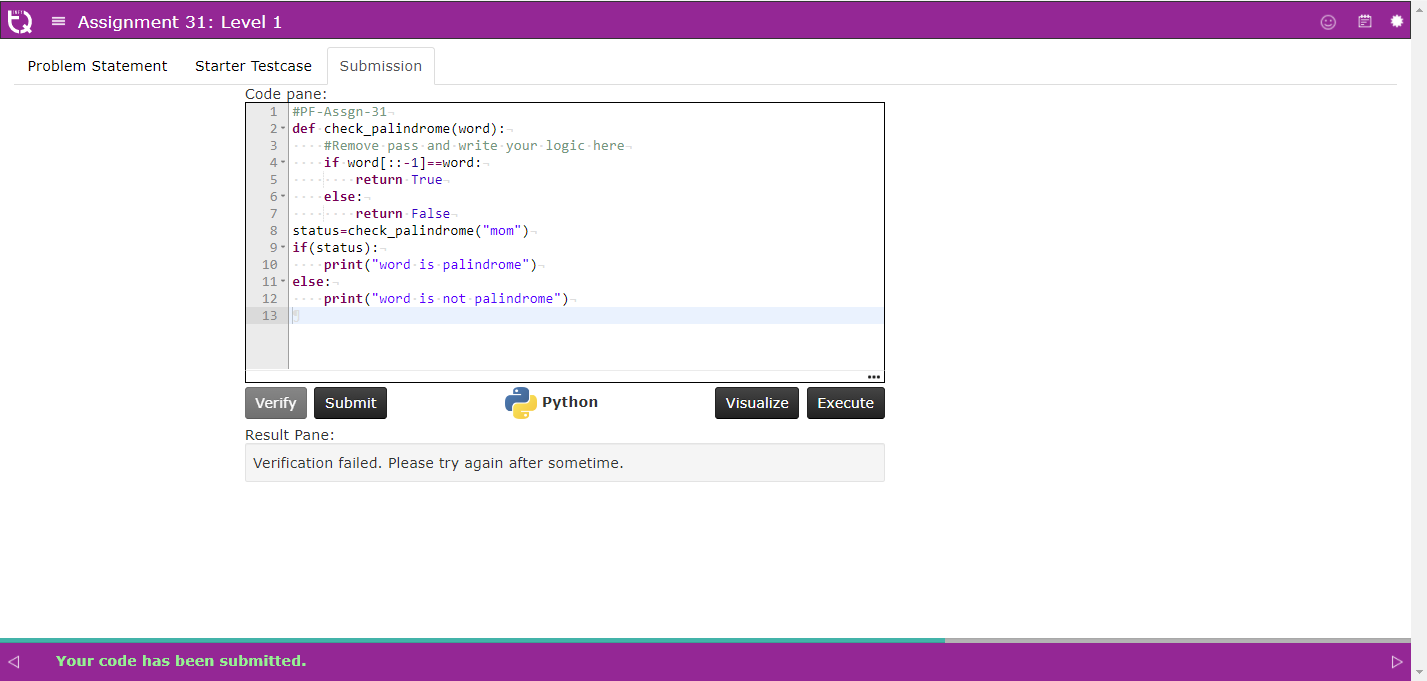 Assignment 31: Level 1
Problem Statement Starter Testcase Submission
Code pane:
1 #PF-Assgn-31
2 def check_palindrome(word):
3 #Remove pass and write your logic here
4 if word[::-1]==word:
5 return True
6 else:
7 return False
8 status=check_palindrome("mom")
9 if(status):
10 print("word is palindrome")
11 else:
12 print("word is not palindrome")
13
Verify Submit Python Visualize Execute
Result Pane:
Verification failed. Please try again after sometime.
Your code has been submitted.